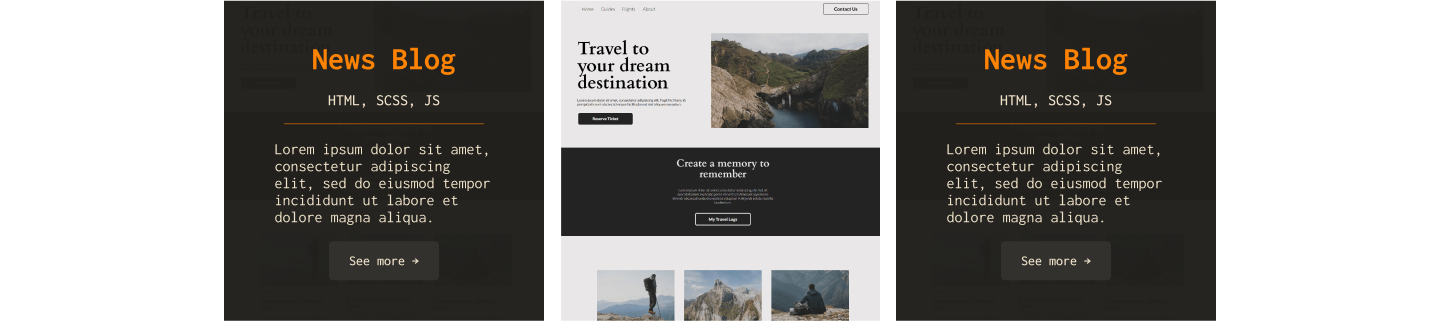 News Blog
HTML, SCSS, JS
Lorem ipsum dolor sit amet,
consectetur adipiscing
elit, sed do eiusmod tempor
incididunt ut labore et
dolore magna aliqua.
See more →
Home Guides Flights About
Contact Us
Travel to
your dream
destination
Reserve Ticket
Create a memory to
remember
My Travel Logs
News Blog
HTML, SCSS, JS
Lorem ipsum dolor sit amet,
consectetur adipiscing
elit, sed do eiusmod tempor
incididunt ut labore et
dolore magna aliqua.
See more →